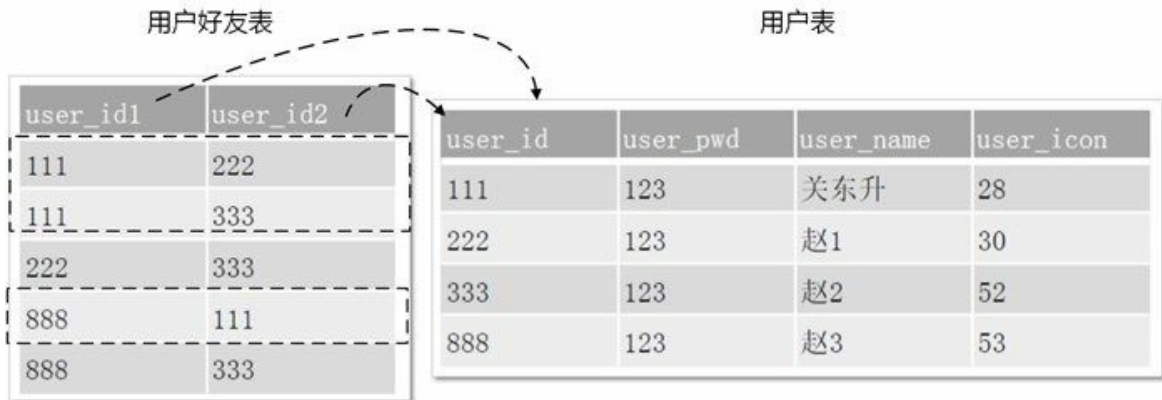 用户好友表
用户表
user_id1 user_id2
111 222
111 333
222 333
888 111
888 333
user_id user_pwd user_name user_icon
111 123 关东升 28
222 123 赵1 30
333 123 赵2 52
888 123 赵3 53